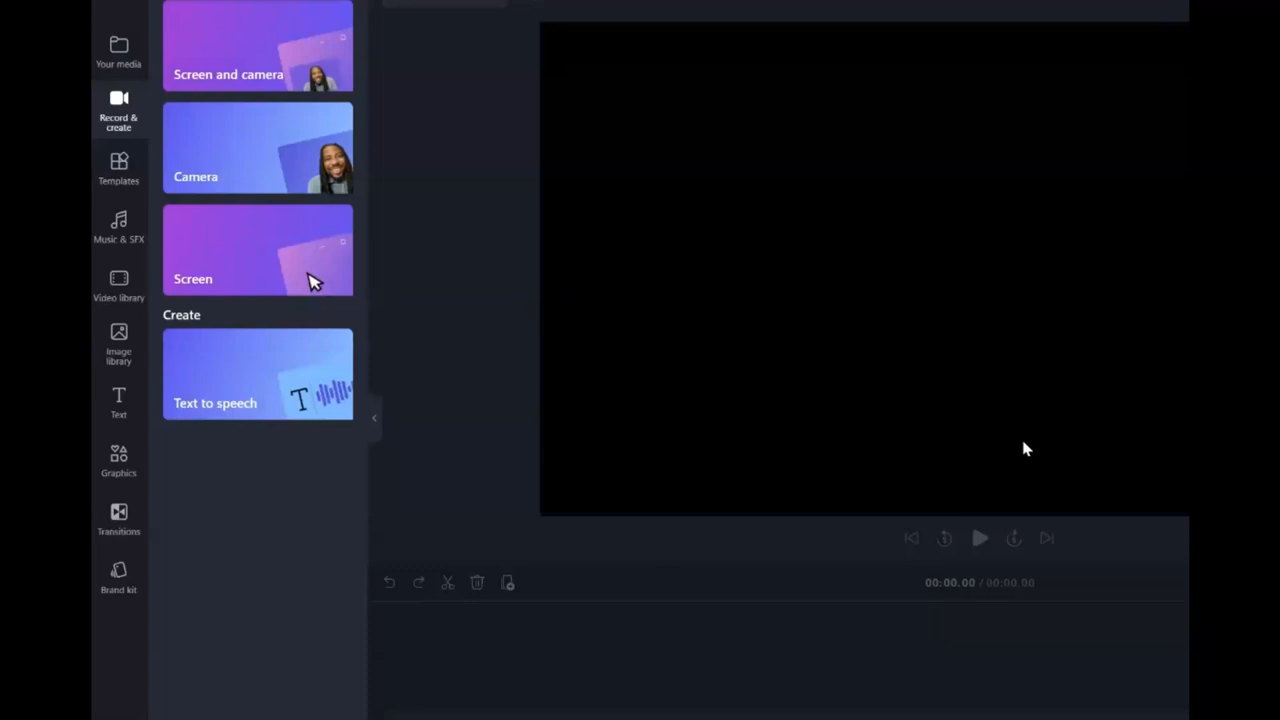 Your media
Record &
create
Templates
Music & SFX
Video library
Image
library
Text
Graphics
Transitions
Brand kit
Screen and camera
Camera
Screen
Create
Text to speech
T
00:00.00 / 00:00.00